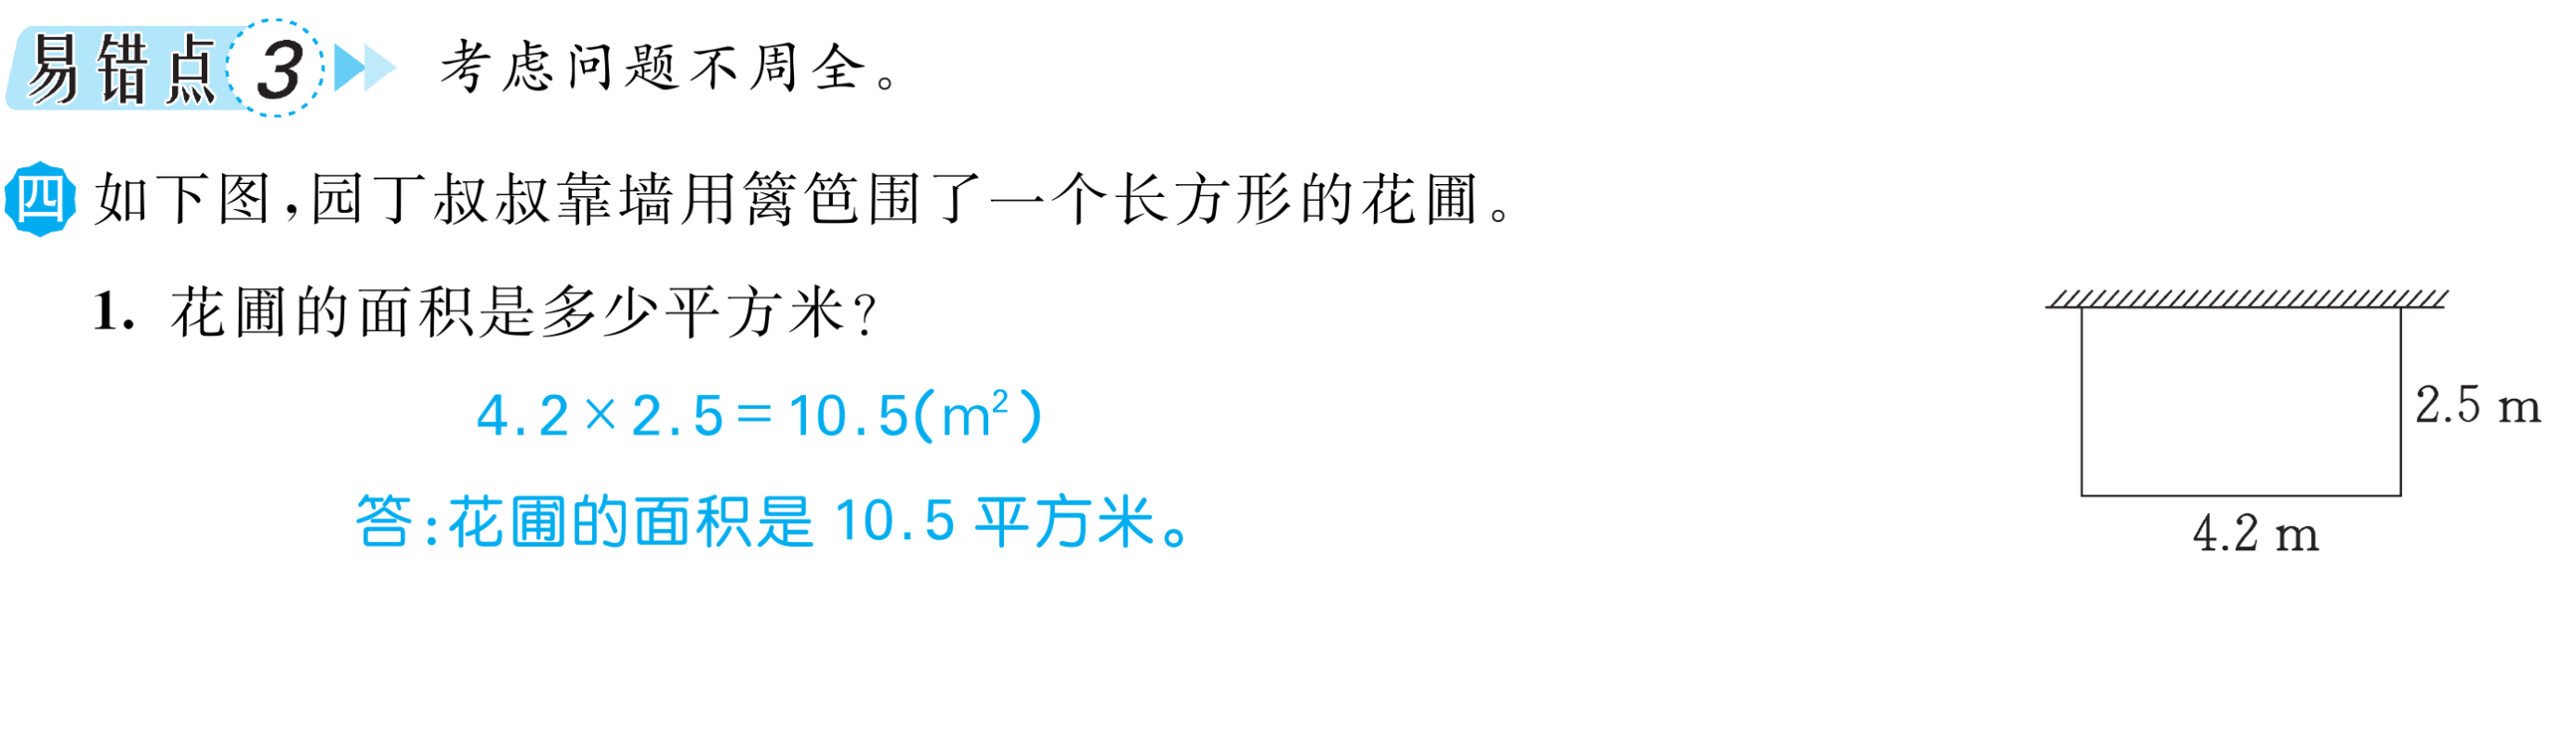 易错点3 考虑问题不周全。
四 如下图,园丁叔叔靠墙用篱笆围了一个长方形的花圃。
1. 花圃的面积是多少平方米?
4.2×2.5=10.5(m²)
答:花圃的面积是 10.5 平方米。
2.5 m
4.2 m